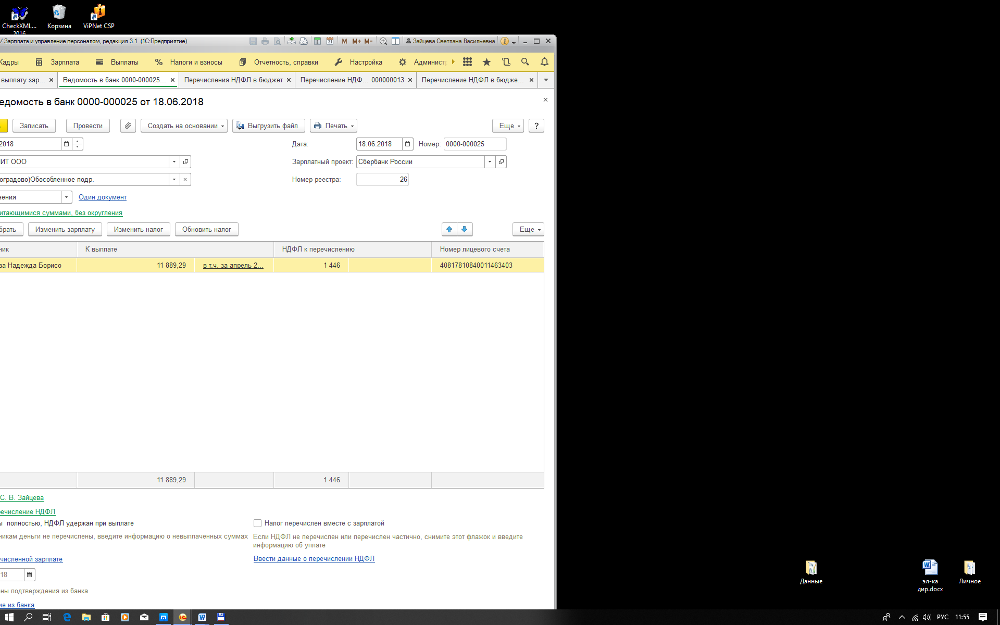 CheckXML...
2016
Корзина
ViPNet CSP
/ Зарплата и управление персоналом, редакция 3.1 (1С:Предприятие)
M M+ M-
Зайцева Светлана Васильевна
Кадры Зарплата Выплаты % Налоги и взносы Отчетность, справки Настройка Админист
выплату зар... × Ведомость в банк 0000-000025... × Перечисления НДФЛ в бюджет × Перечисление НДФ... 000000013 × Перечисление НДФЛ в бюдже... ×
едомость в банк 0000-000025 от 18.06.2018
Записать Провести Создать на основании Выгрузить файл Печать Еще ?
2018 Дата: 18.06.2018 Номер: 0000-000025
ИТ ООО Зарплатный проект: Сбербанк России
оградово)Обособленное подр. Номер реестра: 26
нения Один документ
итающимися суммами, без округления
брать Изменить зарплату Изменить налог Обновить налог Еще
ник К выплате НДФЛ к перечислению Номер лицевого счета
ва Надежда Борисо 11 889,29 в т.ч. за апрель 2... 1 446 40817810840011463403
11 889,29 1 446
С. В. Зайцева
речисление НДФЛ
ы полностью, НДФЛ удержан при выплате Налог перечислен вместе с зарплатой
никам деньги не перечислены, введите информацию о невыплаченных суммах Если НДФЛ не перечислен или перечислен частично, снимите этот флажок и введите
информацию об уплате
численной зарплате Ввести данные о перечислении НДФЛ
18
ны подтверждения из банка
ие из банка
Данные
эл-ка
дир.docx
Личное
РУС 11:55